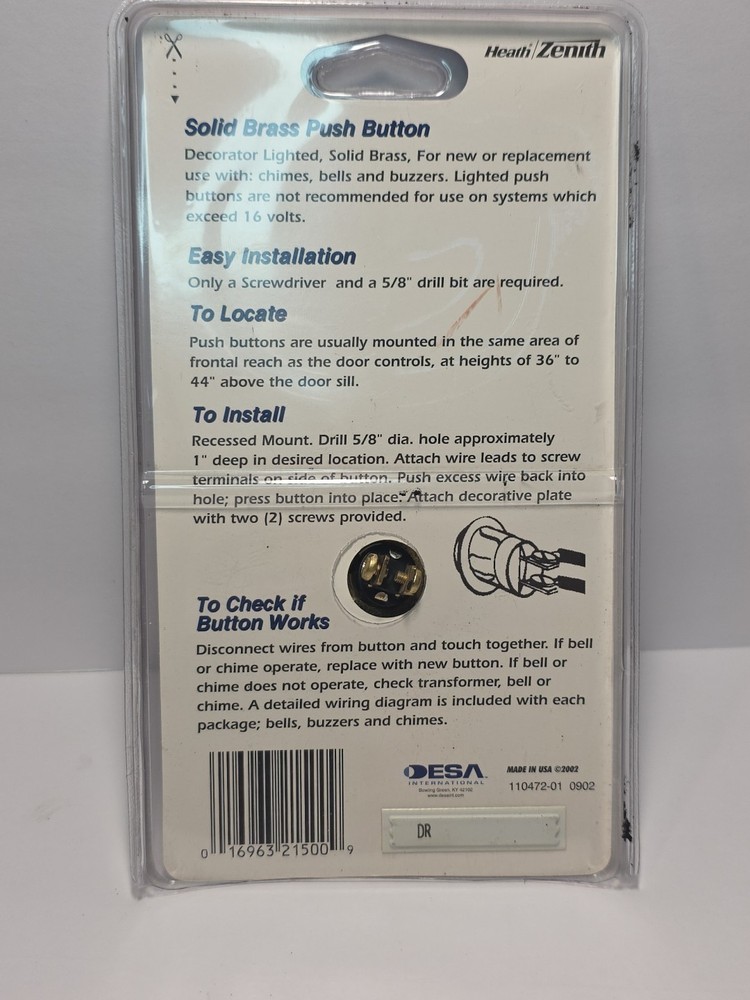 Heath/Zenith
Solid Brass Push Button
Decorator Lighted, Solid Brass, For new or replacement
use with: chimes, bells and buzzers. Lighted push
buttons are not recommended for use on systems which
exceed 16 volts.
Easy Installation
Only a Screwdriver and a 5/8" drill bit are required.
To Locate
Push buttons are usually mounted in the same area of
frontal reach as the door controls, at heights of 36" to
44" above the door sill.
To Install
Recessed Mount. Drill 5/8" dia. hole approximately
1" deep in desired location. Attach wire leads to screw
terminals on side of button. Push excess wire back into
hole; press button into place. Attach decorative plate
with two (2) screws provided.
To Check if
Button Works
Disconnect wires from button and touch together. If bell
or chime operate, replace with new button. If bell or
chime does not operate, check transformer, bell or
chime. A detailed wiring diagram is included with each
package; bells, buzzers and chimes.
DESA
INTERNATIONAL
Bowling Green, KY 42102
www.desaint.com
MADE IN USA ©2002
110472-01 0902
DR
0 16963 21500 9